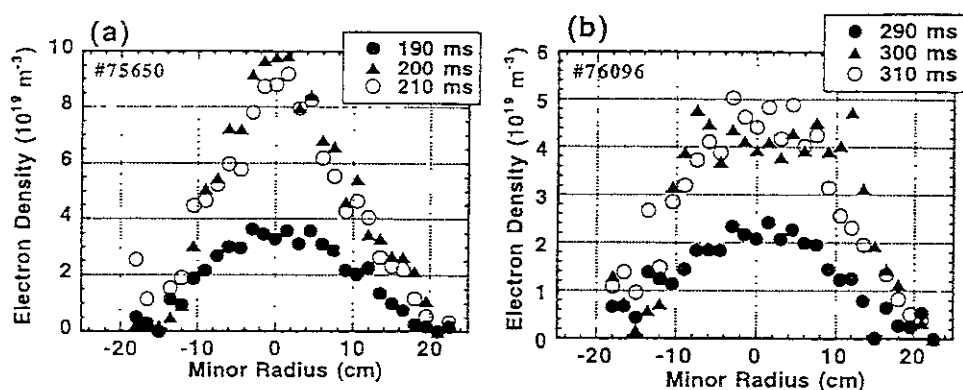 (a)
#75650
190 ms
200 ms
210 ms
Electron Density (10¹⁹ m⁻³)
10
8
6
4
2
0
-20
-10
0
10
20
Minor Radius (cm)
(b)
#76096
290 ms
300 ms
310 ms
Electron Density (10¹⁹ m⁻³)
6
5
4
3
2
1
0
-20
-10
0
10
20
Minor Radius (cm)